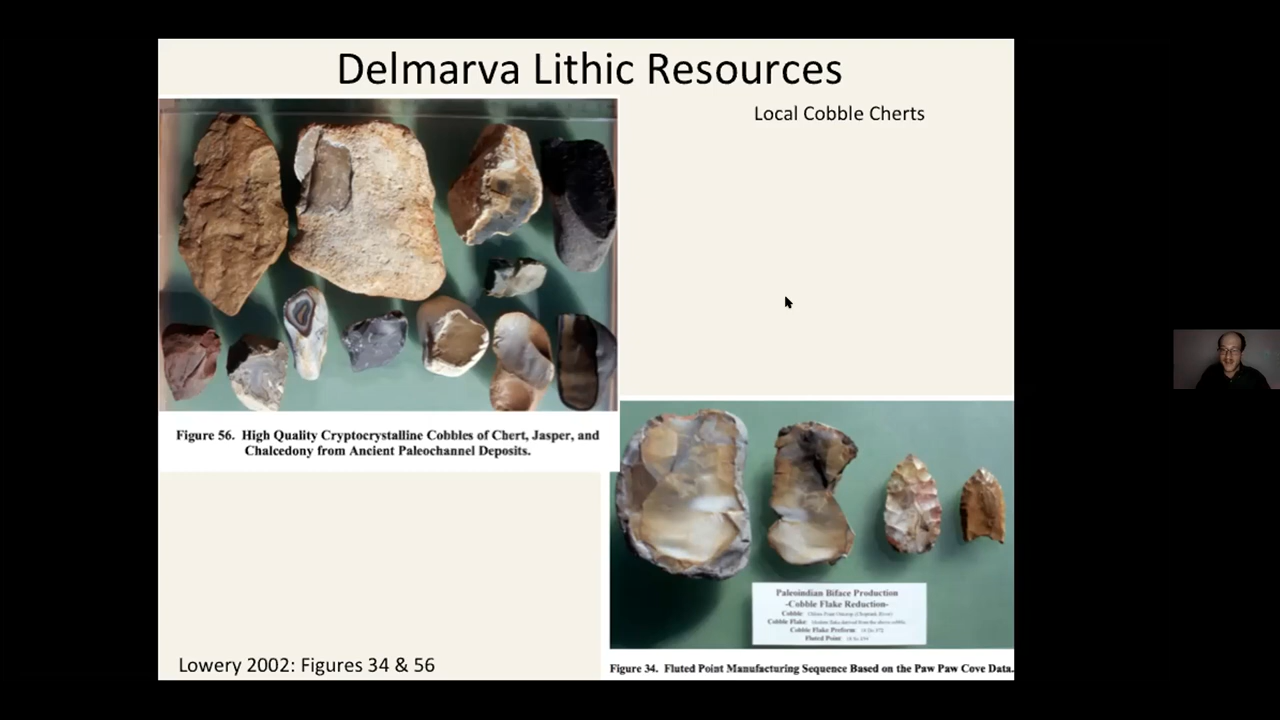 Delmarva Lithic Resources
Local Cobble Cherts
Figure 56. High Quality Cryptocrystalline Cobbles of Chert, Jasper, and
Chalcedony from Ancient Paleochannel Deposits.
Paleoindian Biface Production
-Cobble Flake Reduction-
Cobble:
Cobble Flake:
Cobble Flake Preform:
Fluted Point:
Figure 34. Fluted Point Manufacturing Sequence Based on the Paw Paw Cove Data.
Lowery 2002: Figures 34 & 56